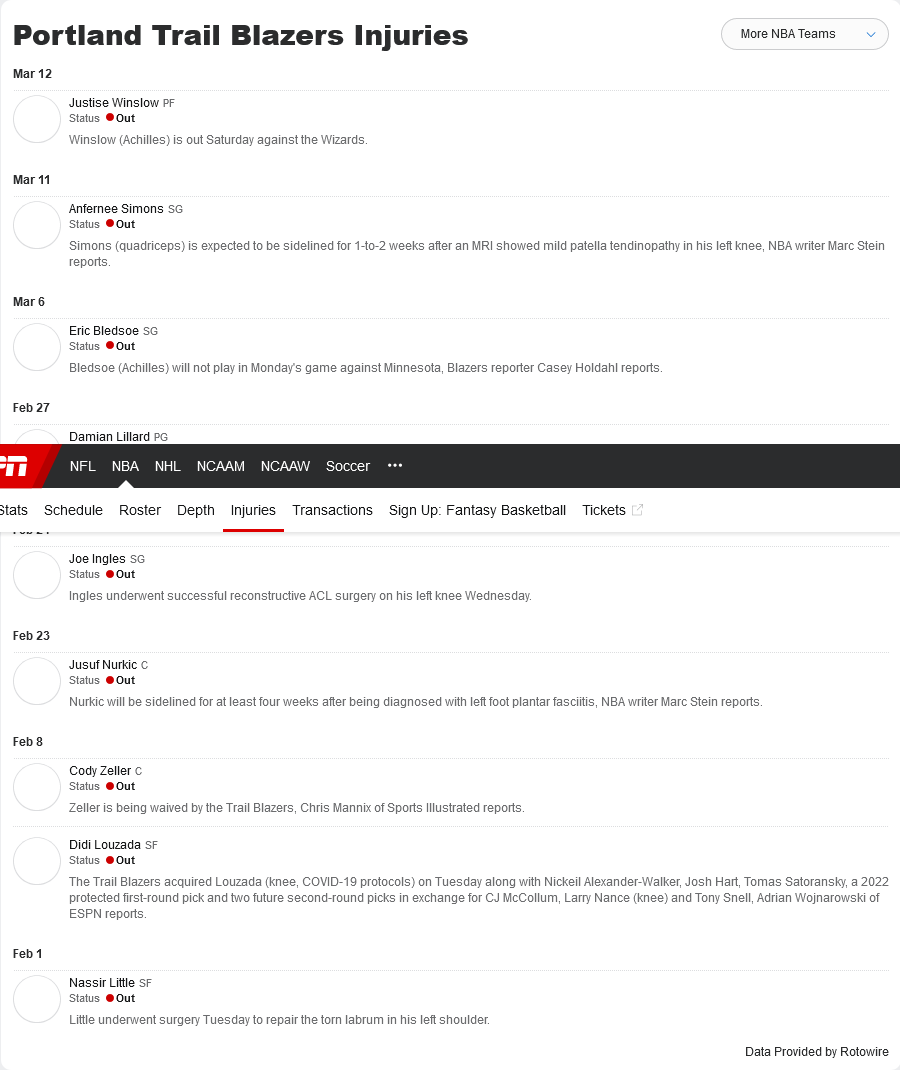 Portland Trail Blazers Injuries
More NBA Teams
Mar 12
Justise Winslow PF
Status Out
Winslow (Achilles) is out Saturday against the Wizards.
Mar 11
Anfernee Simons SG
Status Out
Simons (quadriceps) is expected to be sidelined for 1-to-2 weeks after an MRI showed mild patella tendinopathy in his left knee, NBA writer Marc Stein
reports.
Mar 6
Eric Bledsoe SG
Status Out
Bledsoe (Achilles) will not play in Monday's game against Minnesota, Blazers reporter Casey Holdahl reports.
Feb 27
Damian Lillard PG
NFL NBA NHL NCAAM NCAAW Soccer •••
Stats Schedule Roster Depth Injuries Transactions Sign Up: Fantasy Basketball Tickets
Joe Ingles SG
Status Out
Ingles underwent successful reconstructive ACL surgery on his left knee Wednesday.
Feb 23
Jusuf Nurkic C
Status Out
Nurkic will be sidelined for at least four weeks after being diagnosed with left foot plantar fasciitis, NBA writer Marc Stein reports.
Feb 8
Cody Zeller C
Status Out
Zeller is being waived by the Trail Blazers, Chris Mannix of Sports Illustrated reports.
Didi Louzada SF
Status Out
The Trail Blazers acquired Louzada (knee, COVID-19 protocols) on Tuesday along with Nickeil Alexander-Walker, Josh Hart, Tomas Satoransky, a 2022
protected first-round pick and two future second-round picks in exchange for CJ McCollum, Larry Nance (knee) and Tony Snell, Adrian Wojnarowski of
ESPN reports.
Feb 1
Nassir Little SF
Status Out
Little underwent surgery Tuesday to repair the torn labrum in his left shoulder.
Data Provided by Rotowire